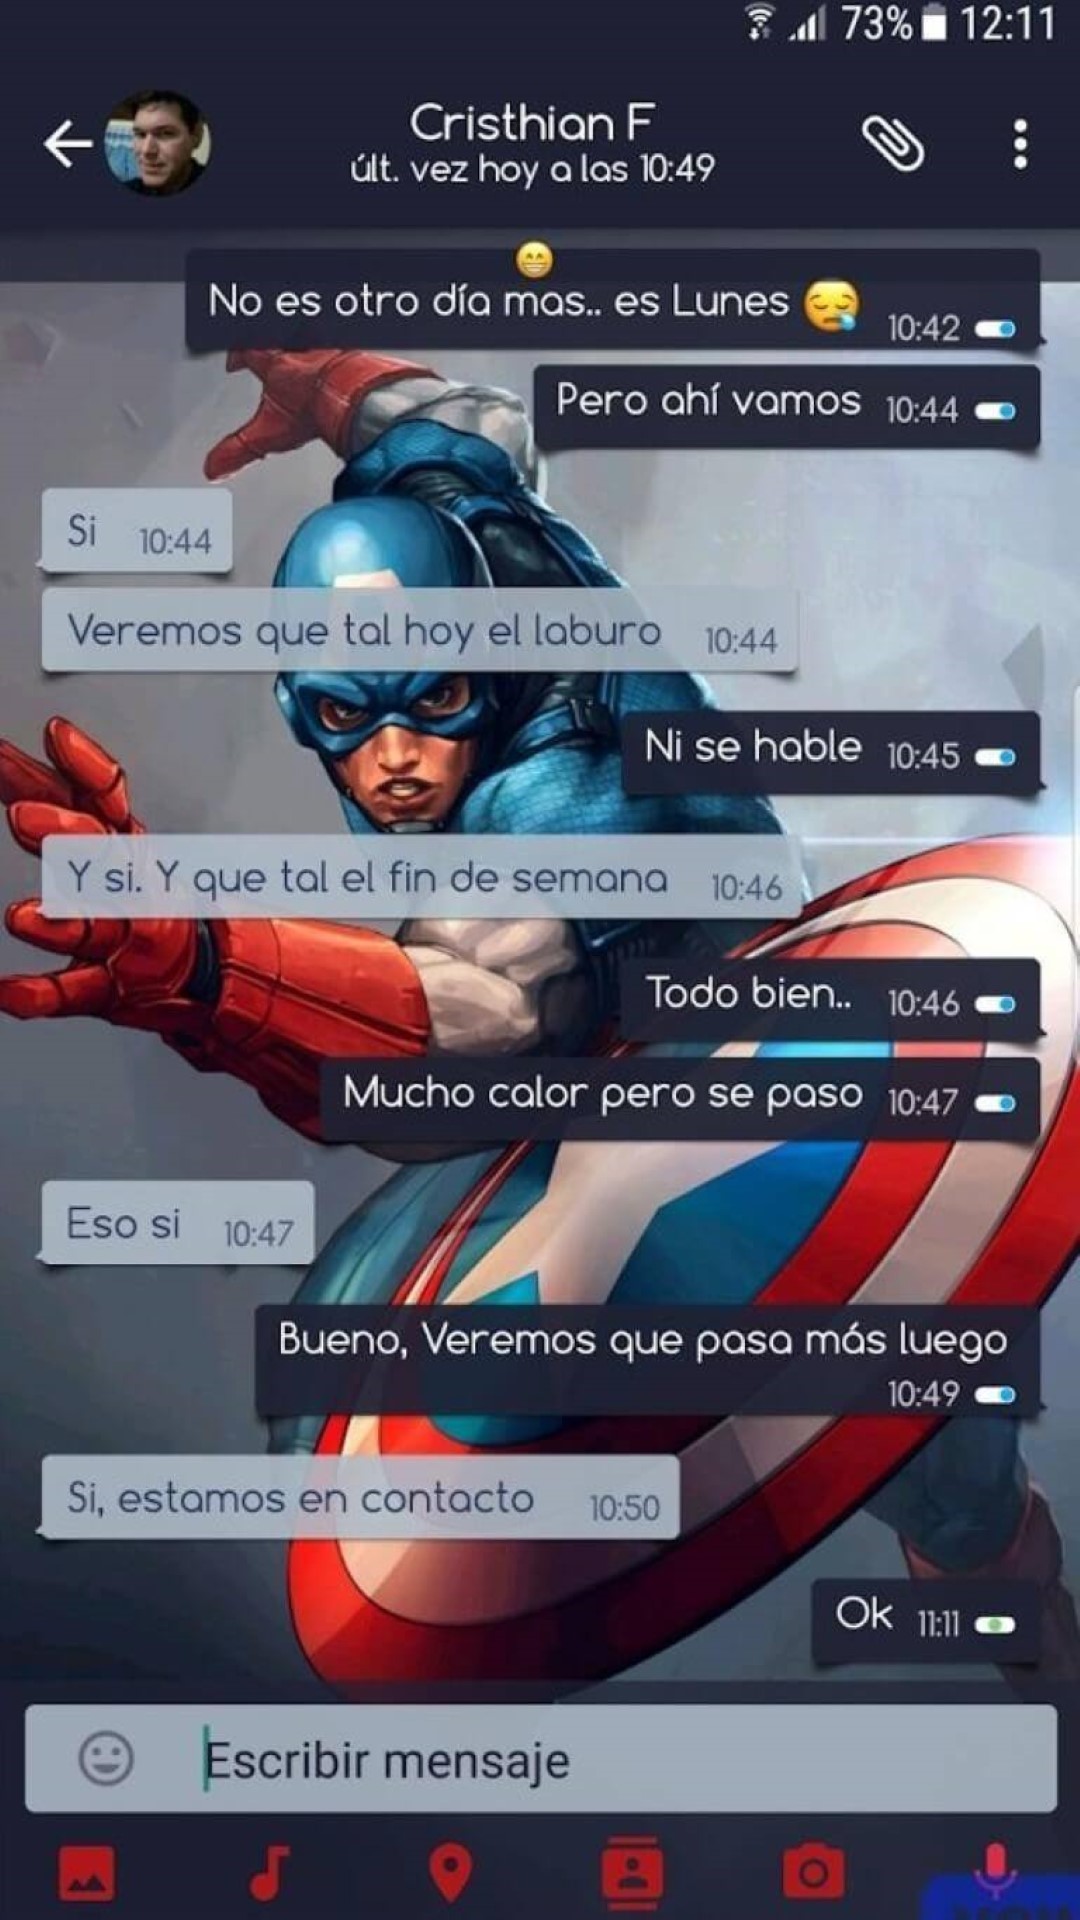 73% 12:11
Cristhian F
últ. vez hoy a las 10:49
No es otro día mas.. es Lunes 😪 10:42
Pero ahí vamos 10:44
Si 10:44
Veremos que tal hoy el laburo 10:44
Ni se hable 10:45
Y si. Y que tal el fin de semana 10:46
Todo bien.. 10:46
Mucho calor pero se paso 10:47
Eso si 10:47
Bueno, Veremos que pasa más luego
10:49
Si, estamos en contacto 10:50
Ok 11:11
Escribir mensaje